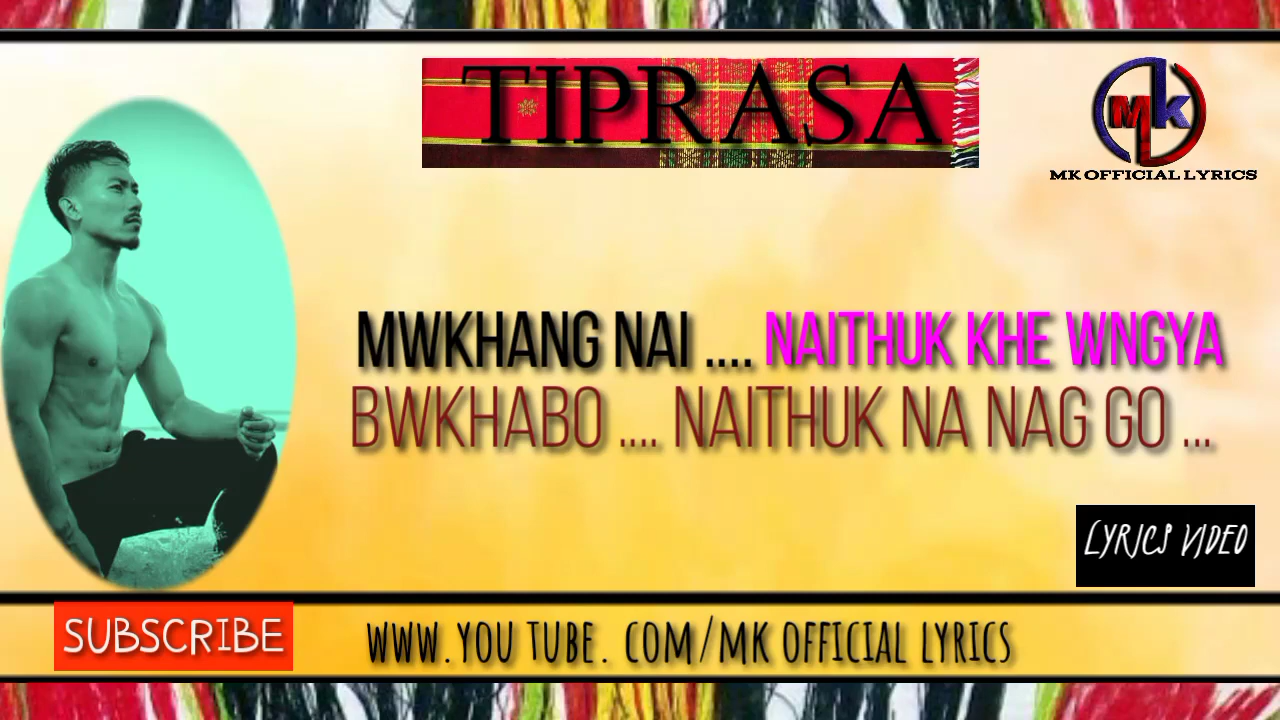 TIPRASA
MK
MK OFFICIAL LYRICS
MWKHANG NAI .... NAITHUK KHE WNGYA
BWKHABO .... NAITHUK NA NAG GO ...
LYRICS VIDEO
SUBSCRIBE
WWW. YOU TUBE. COM/MK OFFICIAL LYRICS